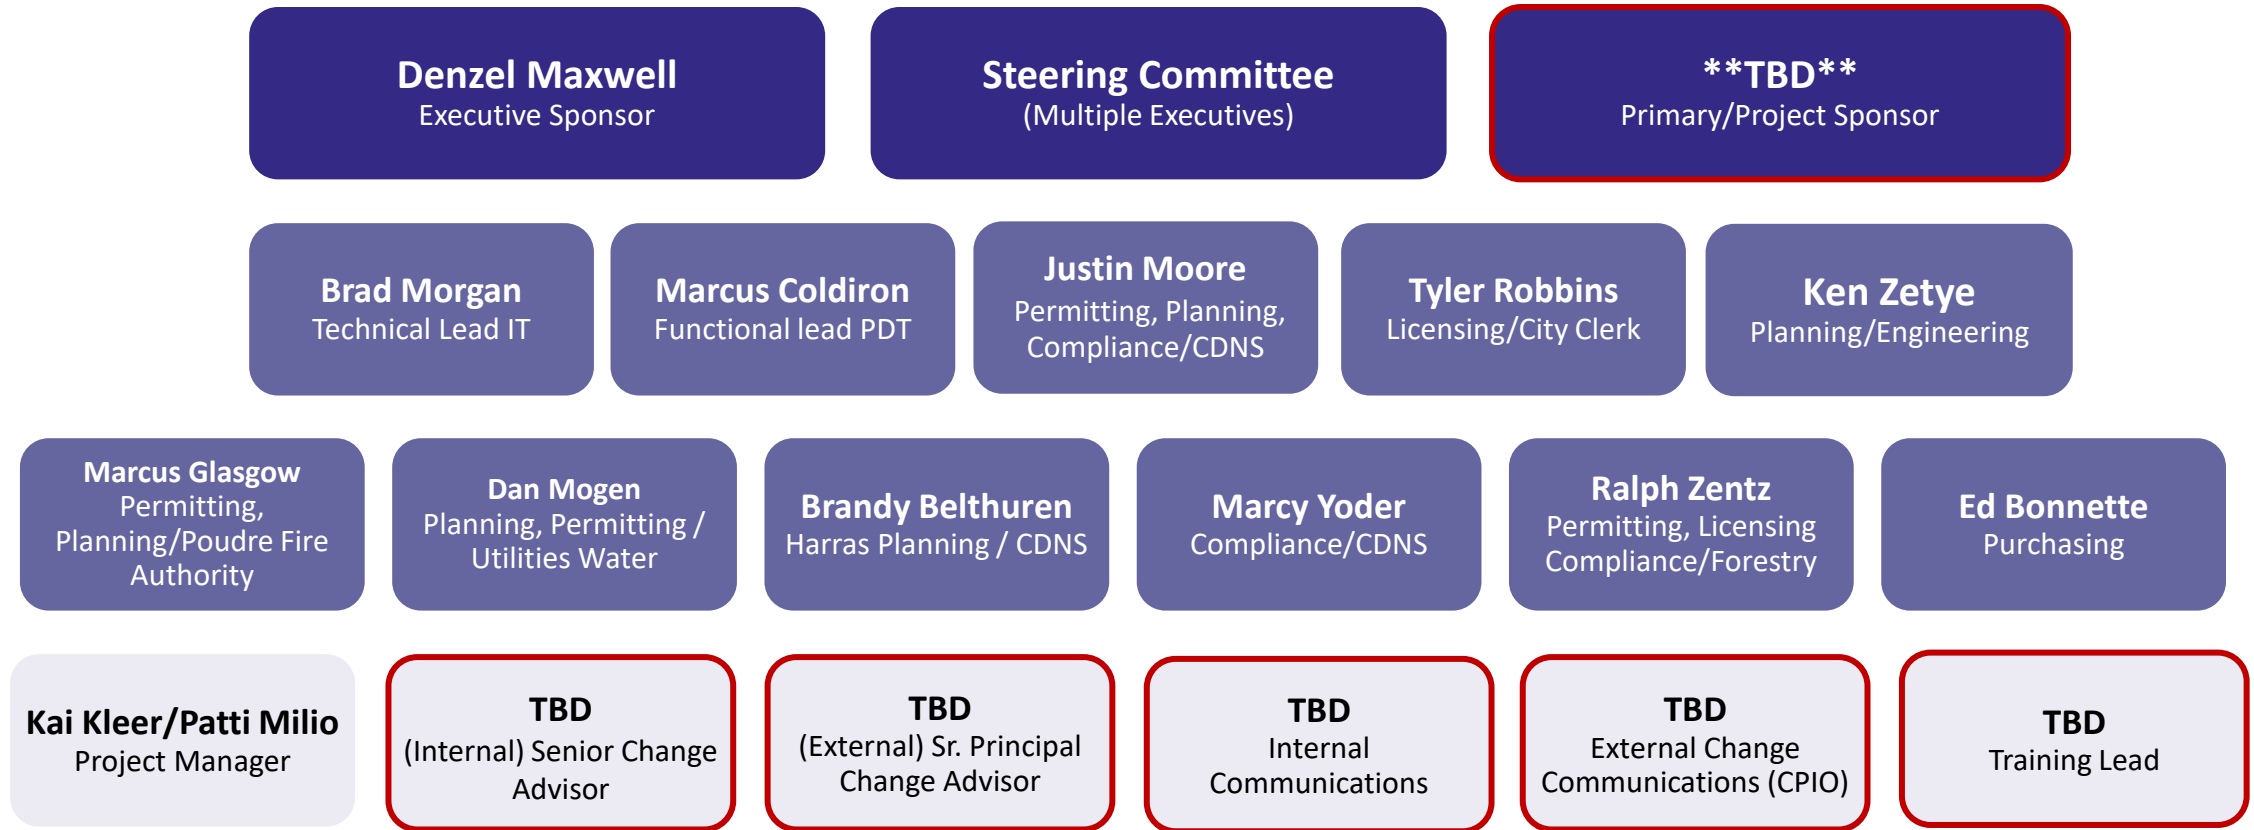 Denzel Maxwell
Executive Sponsor
Steering Committee
(Multiple Executives)
**TBD**
Primary/Project Sponsor
Brad Morgan
Technical Lead IT
Marcus Coldiron
Functional lead PDT
Justin Moore
Permitting, Planning,
Compliance/CDNS
Tyler Robbins
Licensing/City Clerk
Ken Zetye
Planning/Engineering
Marcus Glasgow
Permitting,
Planning/Poudre Fire
Authority
Dan Mogen
Planning, Permitting /
Utilities Water
Brandy Belthuren
Harras Planning / CDNS
Marcy Yoder
Compliance/CDNS
Ralph Zentz
Permitting, Licensing
Compliance/Forestry
Ed Bonnette
Purchasing
Kai Kleer/Patti Milio
Project Manager
TBD
(Internal) Senior Change
Advisor
TBD
(External) Sr. Principal
Change Advisor
TBD
Internal
Communications
TBD
External Change
Communications (CPIO)
TBD
Training Lead